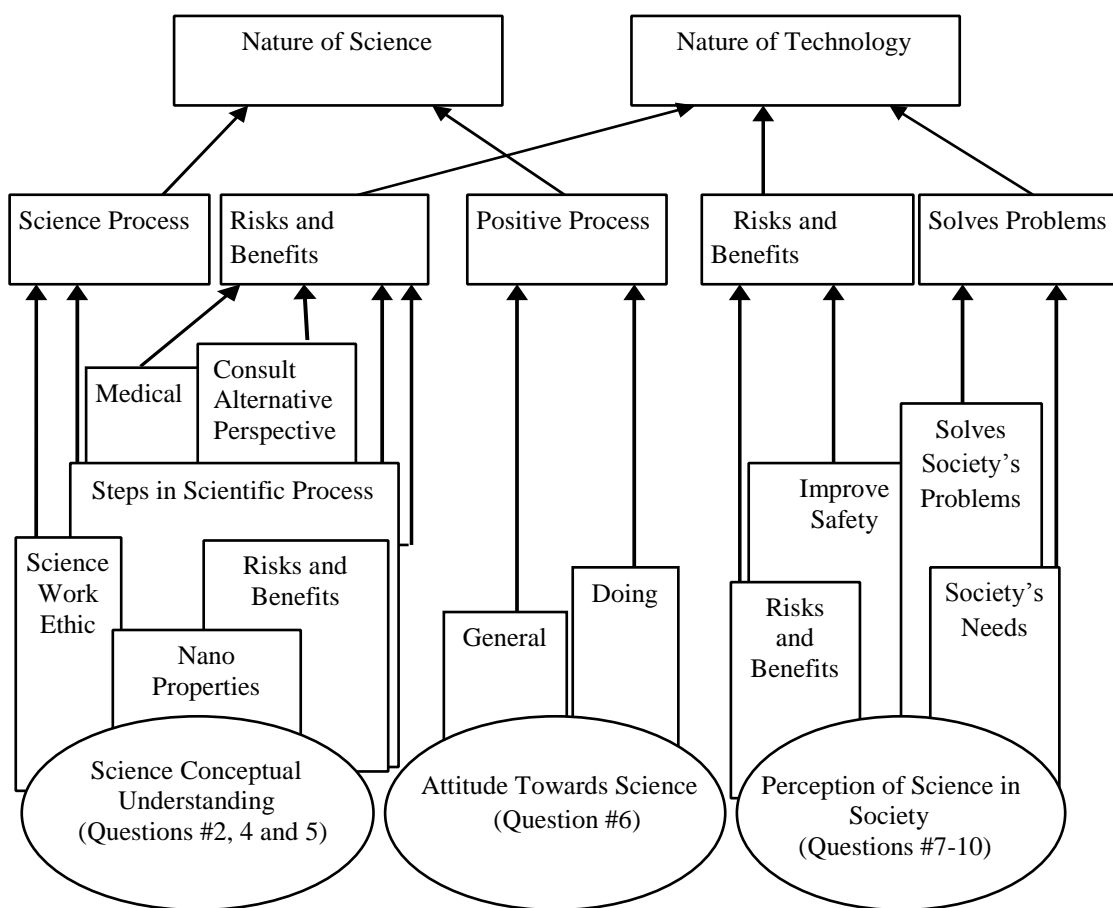 Nature of Science
Nature of Technology
Science Process
Risks and
Benefits
Positive Process
Risks and
Benefits
Solves Problems
Medical
Consult
Alternative
Perspective
Solves
Society’s
Problems
Steps in Scientific Process
Improve
Safety
Science
Work
Ethic
Risks and
Benefits
Doing
General
Risks
and
Benefits
Society’s
Needs
Nano
Properties
Science Conceptual
Understanding
(Questions #2, 4 and 5)
Attitude Towards Science
(Question #6)
Perception of Science in
Society
(Questions #7-10)